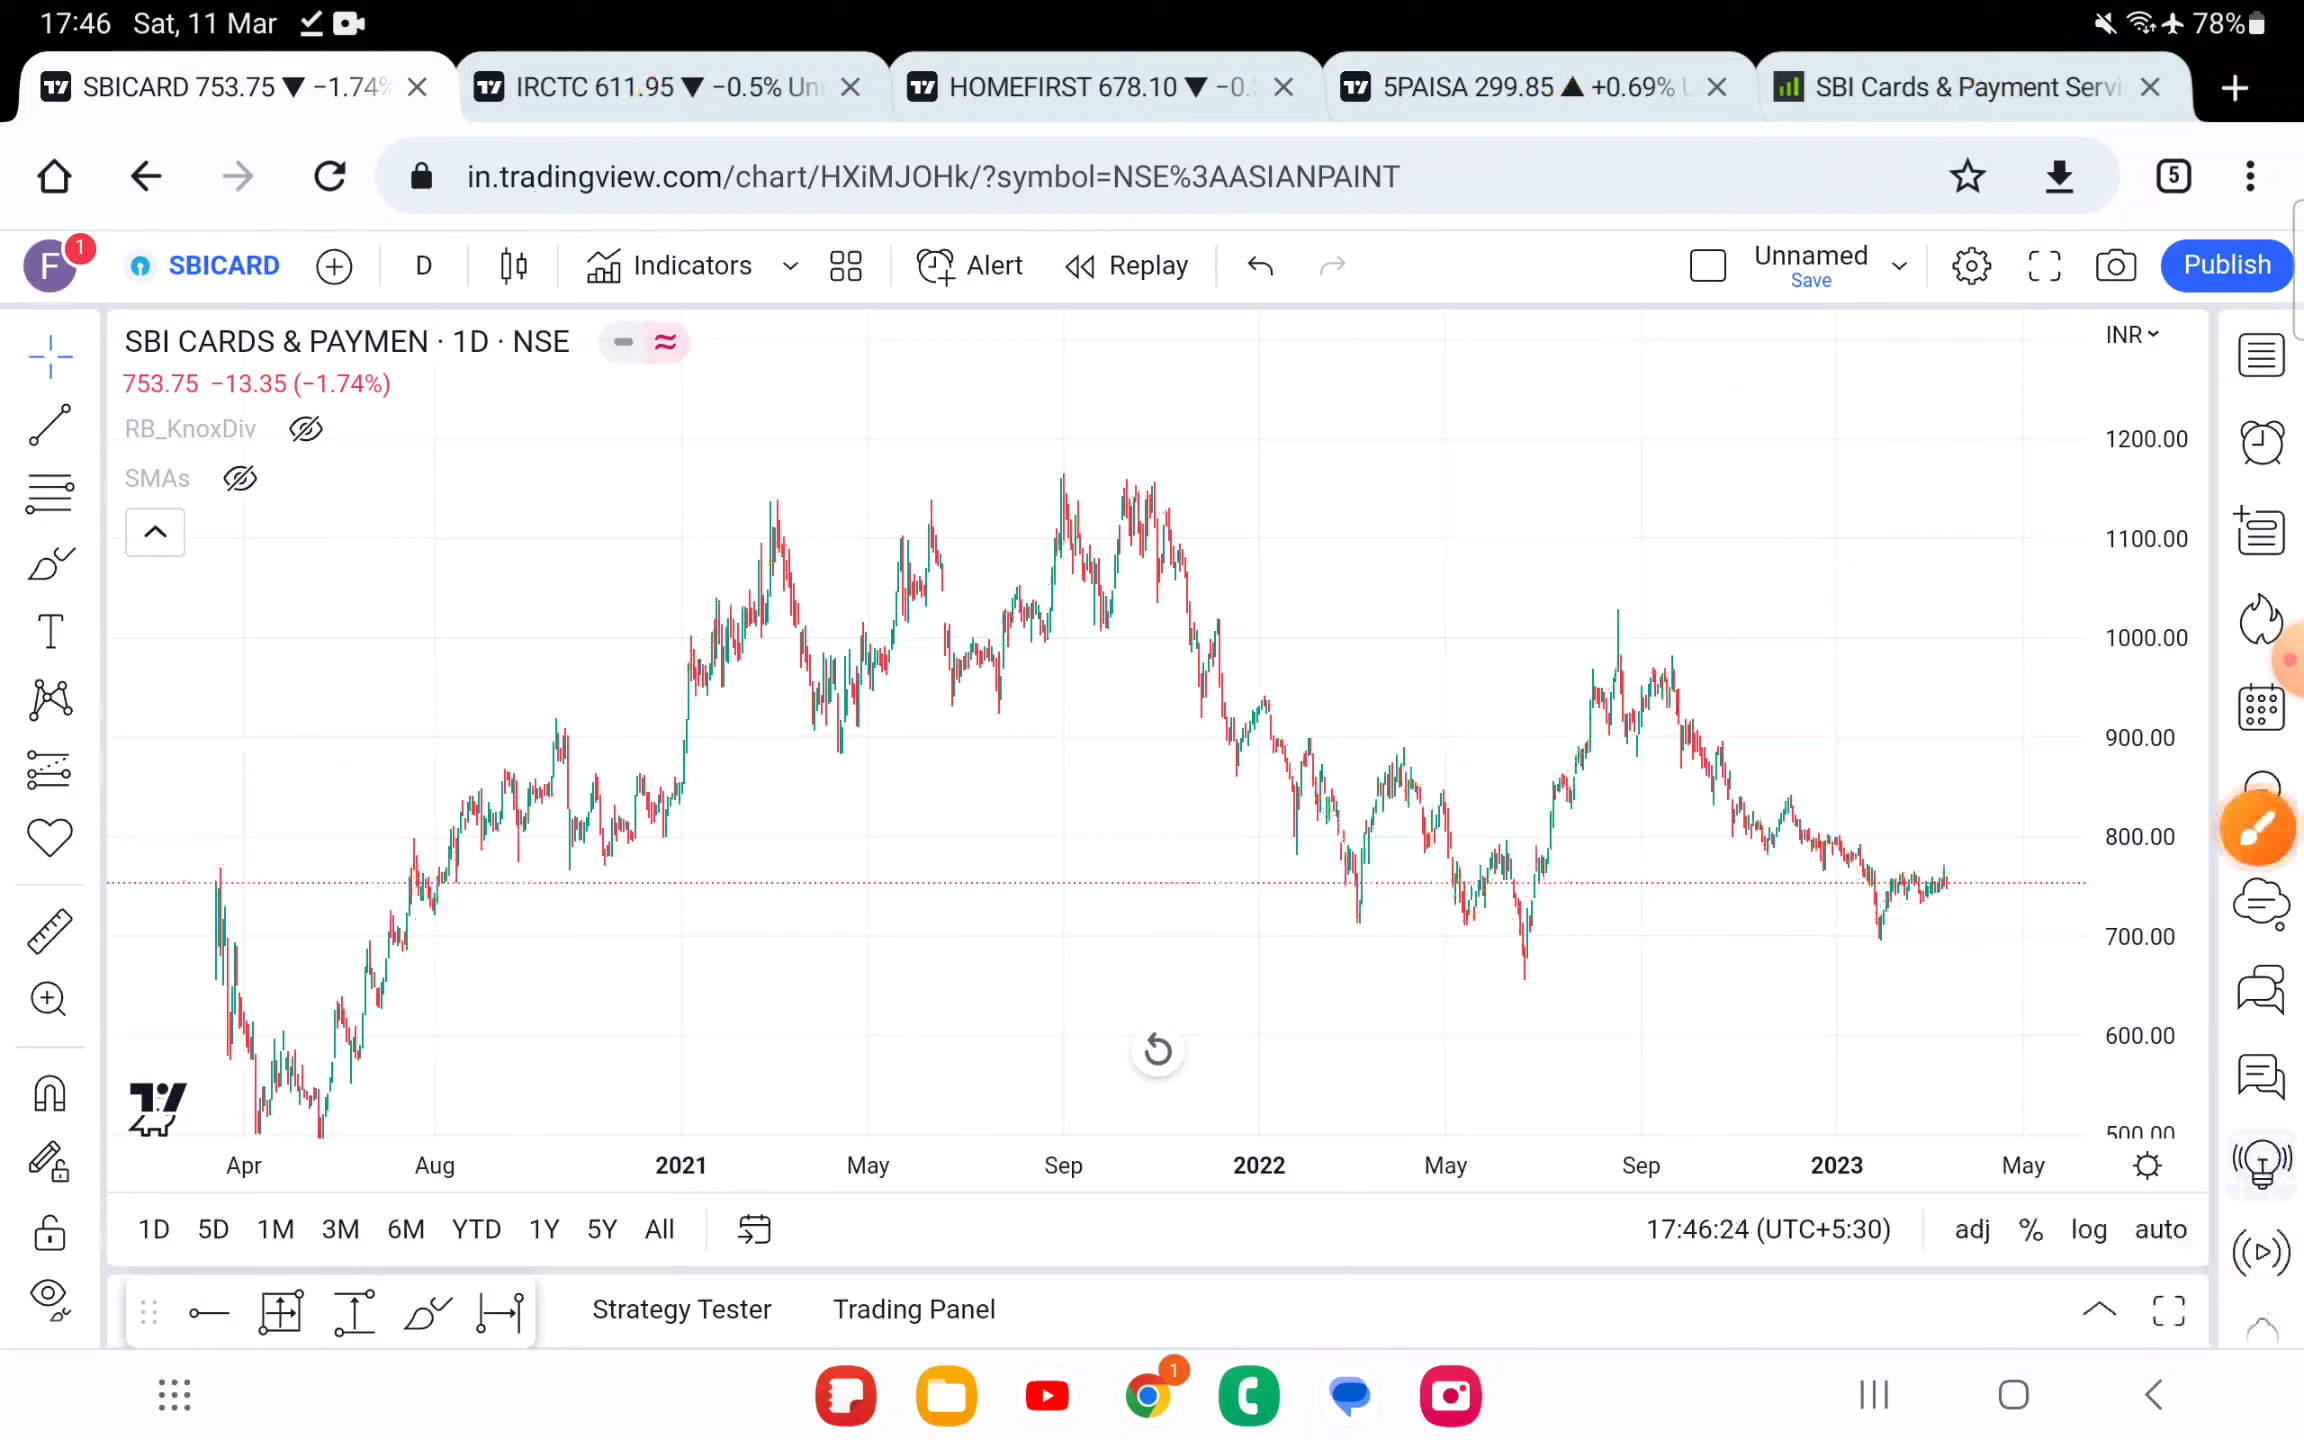 17:46 Sat, 11 Mar
78%
SBICARD 753.75 ▼ −1.74%
IRCTC 611.95 ▼ −0.5% Un
HOMEFIRST 678.10 ▼ −0.
5PAISA 299.85 ▲ +0.69%
SBI Cards & Payment Servi
in.tradingview.com/chart/HXiMJOHk/?symbol=NSE%3AASIANPAINT
5
F
1
SBICARD
D
Indicators
Alert
Replay
Unnamed
Save
Publish
SBI CARDS & PAYMEN · 1D · NSE
INR
753.75 −13.35 (−1.74%)
RB_KnoxDiv
SMAs
1200.00
1100.00
1000.00
900.00
800.00
700.00
600.00
500.00
Apr
Aug
2021
May
Sep
2022
May
Sep
2023
May
1D 5D 1M 3M 6M YTD 1Y 5Y All
17:46:24 (UTC+5:30)
adj % log auto
Strategy Tester
Trading Panel
1